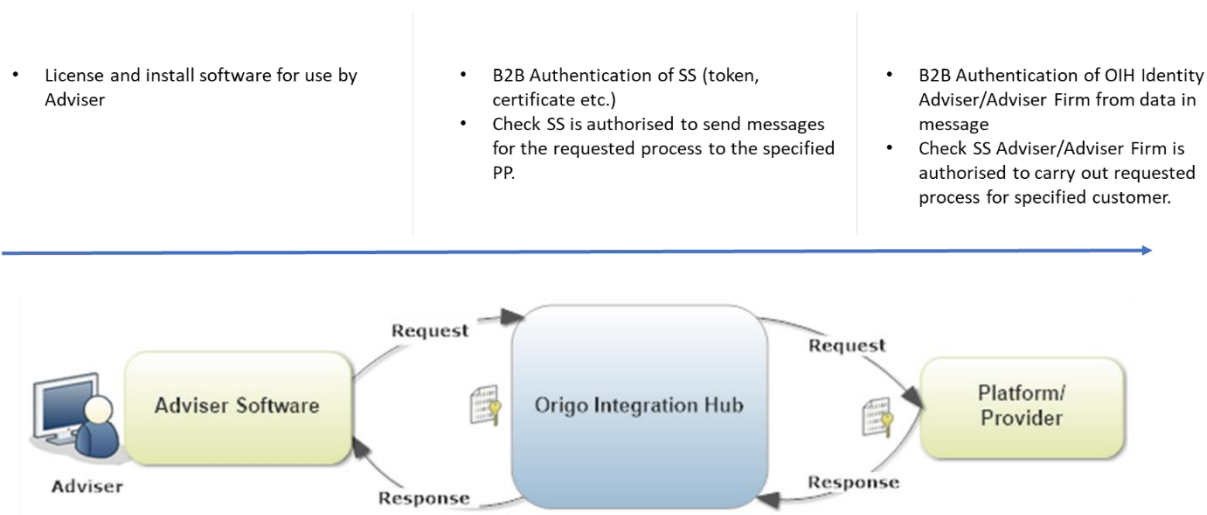 • License and install software for use by
Adviser
• B2B Authentication of SS (token,
certificate etc.)
• Check SS is authorised to send messages
for the requested process to the specified
PP.
• B2B Authentication of OIH Identity
Adviser/Adviser Firm from data in
message
• Check SS Adviser/Adviser Firm is
authorised to carry out requested
process for specified customer.
Request
Request
Adviser Software
Origo Integration Hub
Platform/
Provider
Adviser
Response
Response